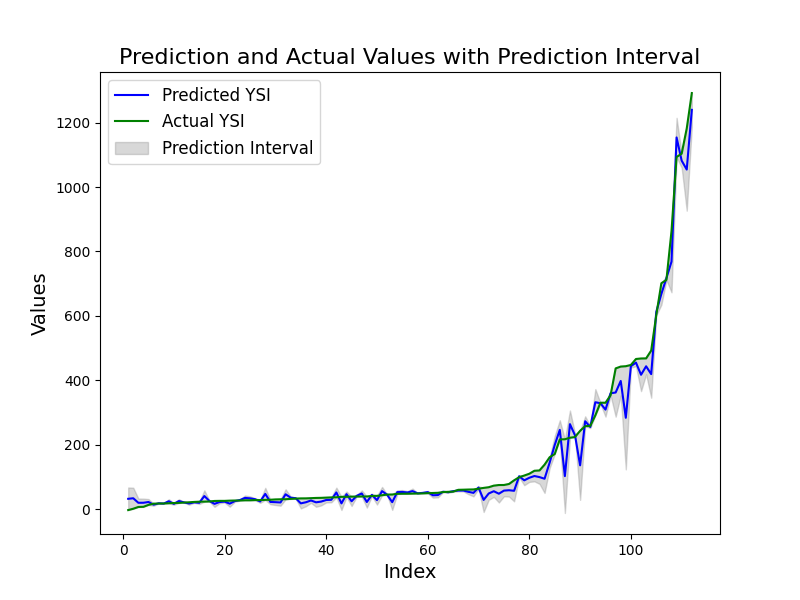 Prediction and Actual Values with Prediction Interval
Predicted YSI
Actual YSI
Prediction Interval
1200
1000
800
600
400
200
0
Values
0 20 40 60 80 100
Index